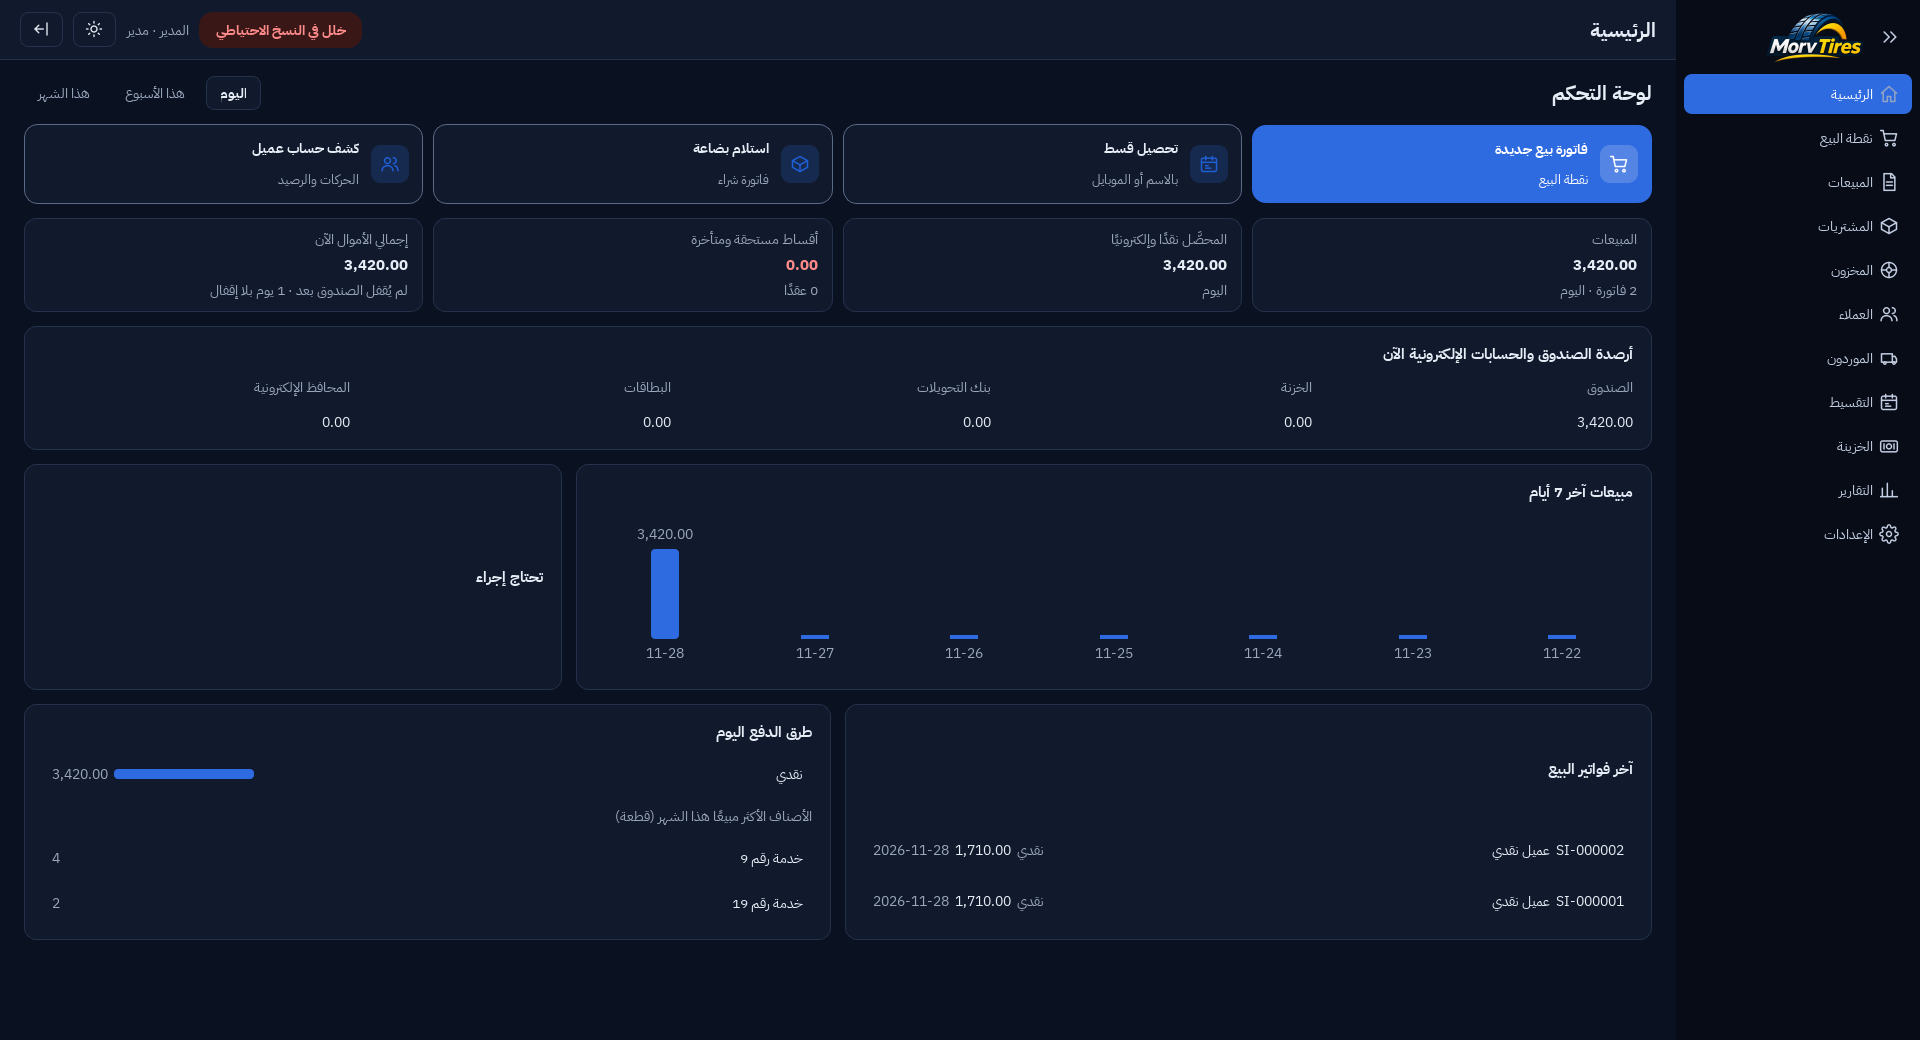 Morv Tires
الرئيسية
نقطة البيع
المبيعات
المشتريات
المخزون
العملاء
الموردون
التقسيط
الخزينة
التقارير
الإعدادات
الرئيسية
خلل في النسخ الاحتياطي
المدير · مدير
لوحة التحكم
اليوم
هذا الأسبوع
هذا الشهر
فاتورة بيع جديدة
نقطة البيع
تحصيل قسط
بالاسم أو الموبايل
استلام بضاعة
فاتورة شراء
كشف حساب عميل
الحركات والرصيد
المبيعات
3,420.00
2 فاتورة · اليوم
المحصَّل نقدًا وإلكترونيًا
3,420.00
اليوم
أقساط مستحقة ومتأخرة
0.00
0 عقدًا
إجمالي الأموال الآن
3,420.00
لم يُقفل الصندوق بعد · 1 يوم بلا إقفال
أرصدة الصندوق والحسابات الإلكترونية الآن
الصندوق
3,420.00
الخزنة
0.00
بنك التحويلات
0.00
البطاقات
0.00
المحافظ الإلكترونية
0.00
مبيعات آخر 7 أيام
3,420.00
11-22
11-23
11-24
11-25
11-26
11-27
11-28
تحتاج إجراء
آخر فواتير البيع
SI-000002 عميل نقدي نقدي 1,710.00 2026-11-28
SI-000001 عميل نقدي نقدي 1,710.00 2026-11-28
طرق الدفع اليوم
نقدي 3,420.00
الأصناف الأكثر مبيعًا هذا الشهر (قطعة)
خدمة رقم 9 4
خدمة رقم 19 2